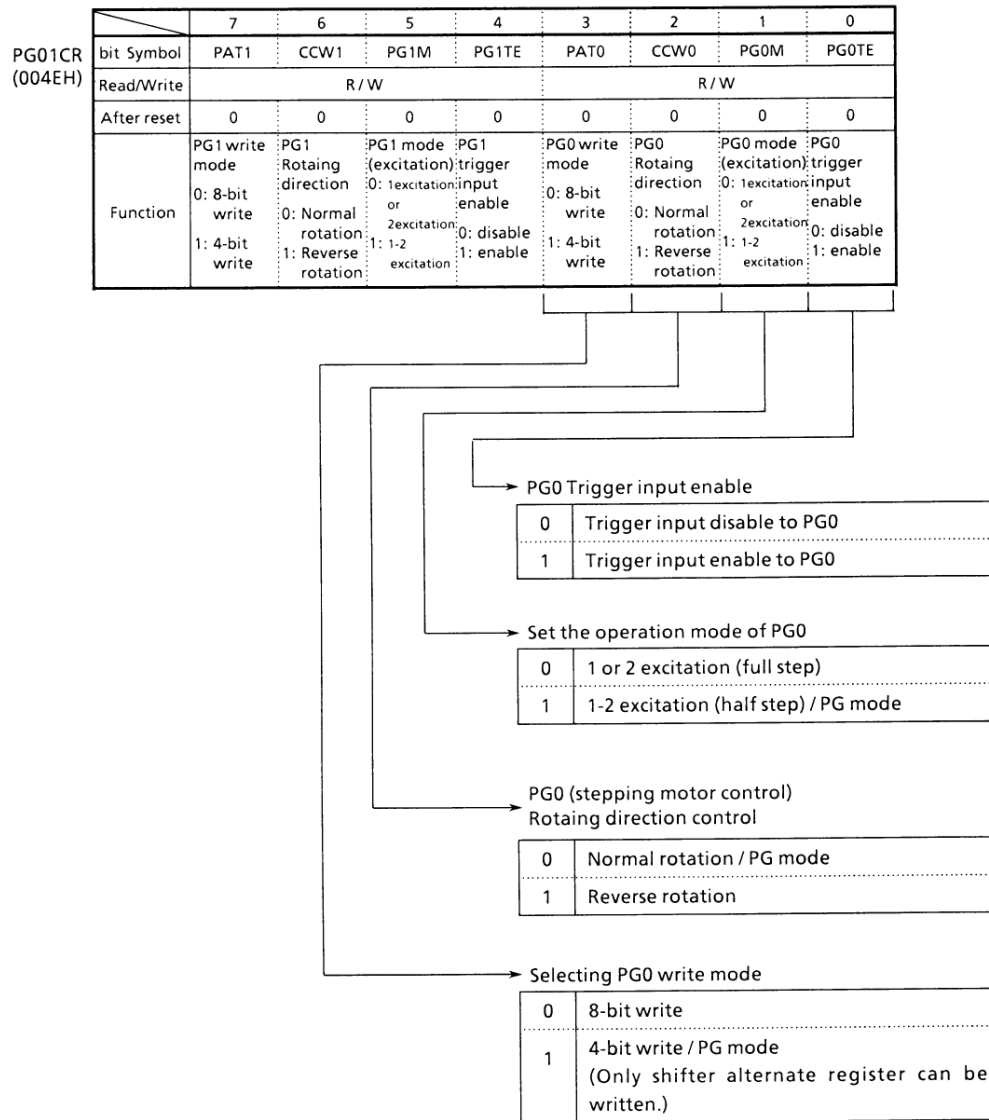 7 6 5 4 3 2 1 0
PG01CR
(004EH)
bit Symbol PAT1 CCW1 PG1M PG1TE PAT0 CCW0 PG0M PG0TE
Read/Write R / W R / W
After reset 0 0 0 0 0 0 0 0
Function
PG1 write
mode
0: 8-bit
write
1: 4-bit
write
PG1
Rotaing
direction
0: Normal
rotation
1: Reverse
rotation
PG1 mode
(excitation)
0: 1excitation
or
2excitation
1: 1-2
excitation
PG1
trigger
input
enable
0: disable
1: enable
PG0 write
mode
0: 8-bit
write
1: 4-bit
write
PG0
Rotaing
direction
0: Normal
rotation
1: Reverse
rotation
PG0 mode
(excitation)
0: 1excitation
or
2excitation
1: 1-2
excitation
PG0
trigger
input
enable
0: disable
1: enable
PG0 Trigger input enable
0 Trigger input disable to PG0
1 Trigger input enable to PG0
Set the operation mode of PG0
0 1 or 2 excitation (full step)
1 1-2 excitation (half step) / PG mode
PG0 (stepping motor control)
Rotaing direction control
0 Normal rotation / PG mode
1 Reverse rotation
Selecting PG0 write mode
0 8-bit write
1 4-bit write / PG mode
(Only shifter alternate register can be
written.)